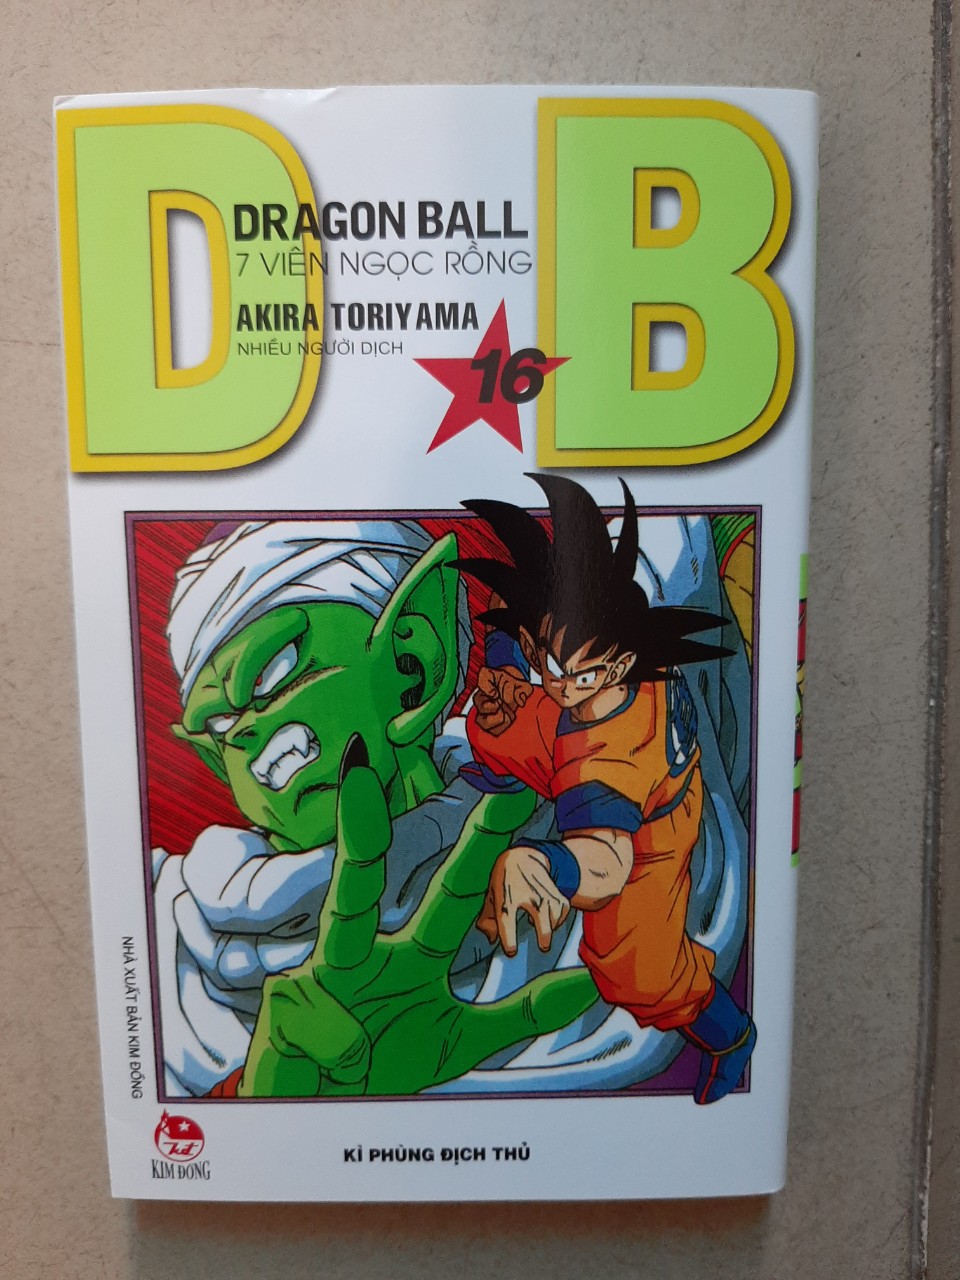 D B
DRAGON BALL
7 VIÊN NGỌC RỒNG
AKIRA TORIYAMA
NHIỀU NGƯỜI DỊCH
16
NHÀ XUẤT BẢN KIM ĐỒNG
KIM ĐỒNG
KÌ PHÙNG ĐỊCH THỦ